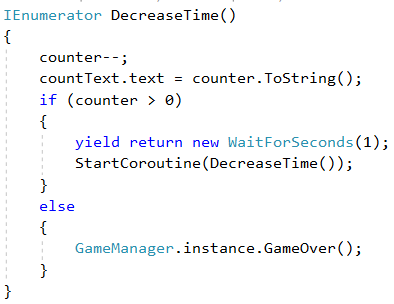 IEnumerator DecreaseTime()
{
    counter--;
    countText.text = counter.ToString();
    if (counter > 0)
    {
        yield return new WaitForSeconds(1);
        StartCoroutine(DecreaseTime());
    }
    else
    {
        GameManager.instance.GameOver();
    }
}